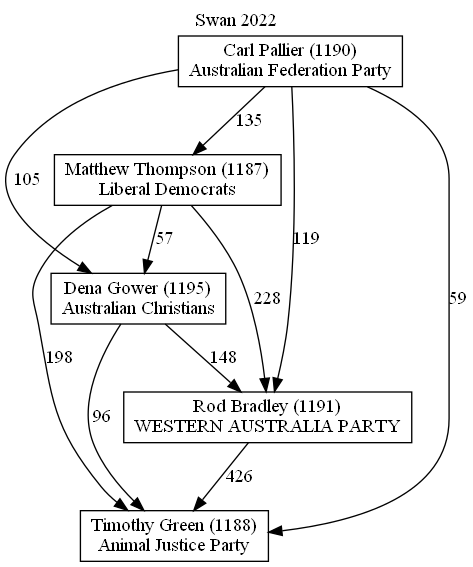 Swan 2022
Carl Pallier (1190)
Australian Federation Party
135
Matthew Thompson (1187)
Liberal Democrats
105
57
119
Dena Gower (1195)
Australian Christians
228
59
198
148
96
Rod Bradley (1191)
WESTERN AUSTRALIA PARTY
426
Timothy Green (1188)
Animal Justice Party